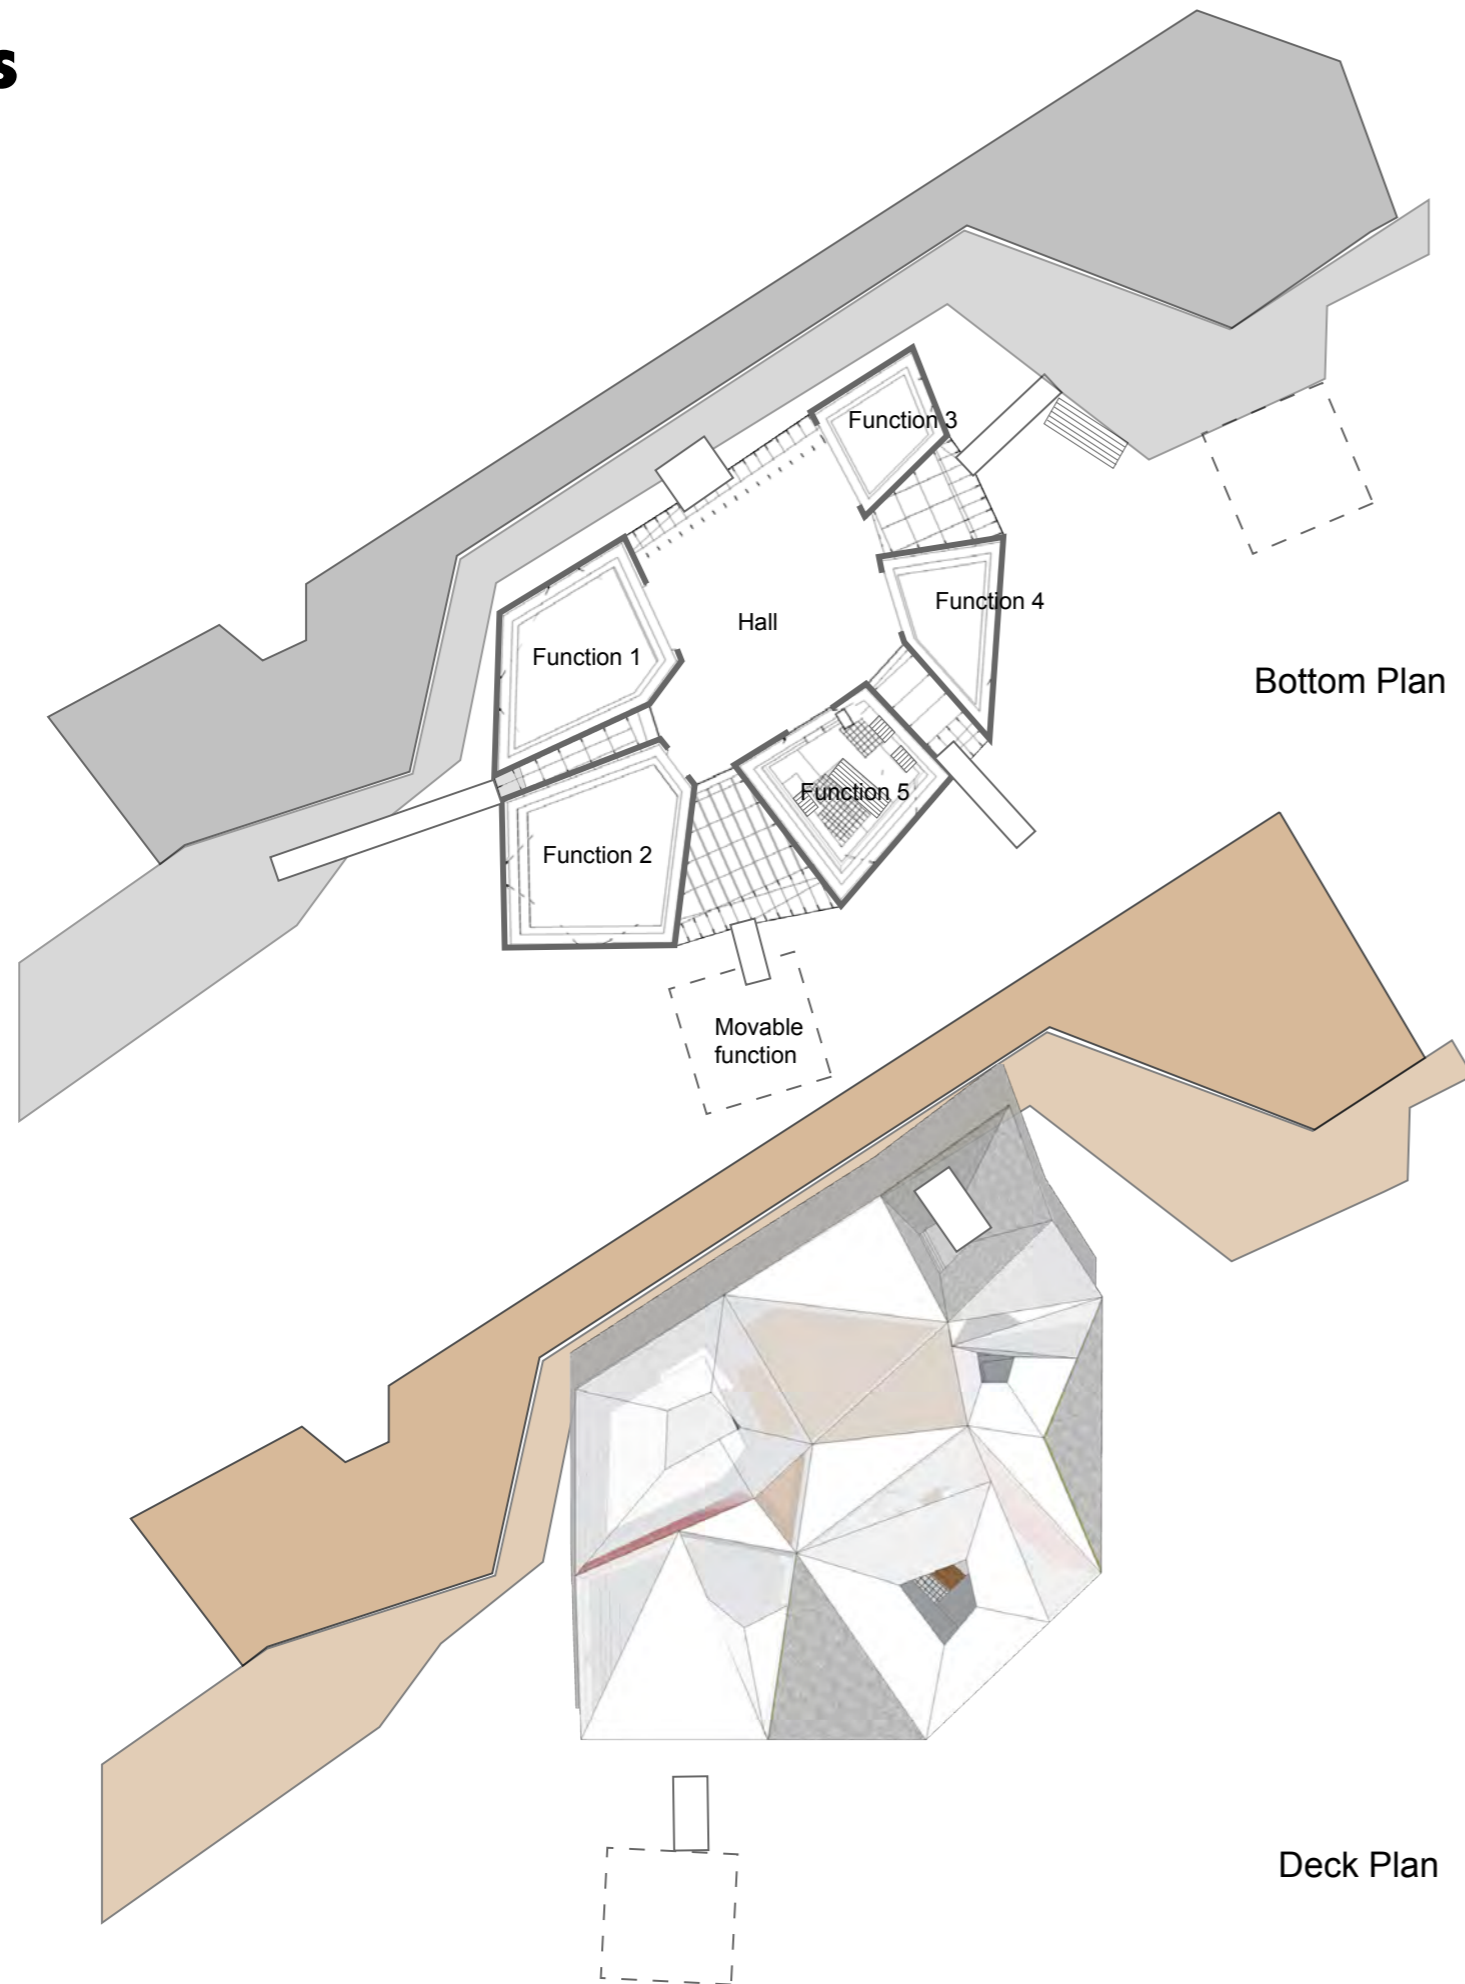 s
Function 3
Function 4
Hall
Function 1
Bottom Plan
Function 5
Function 2
Movable
function
Deck Plan